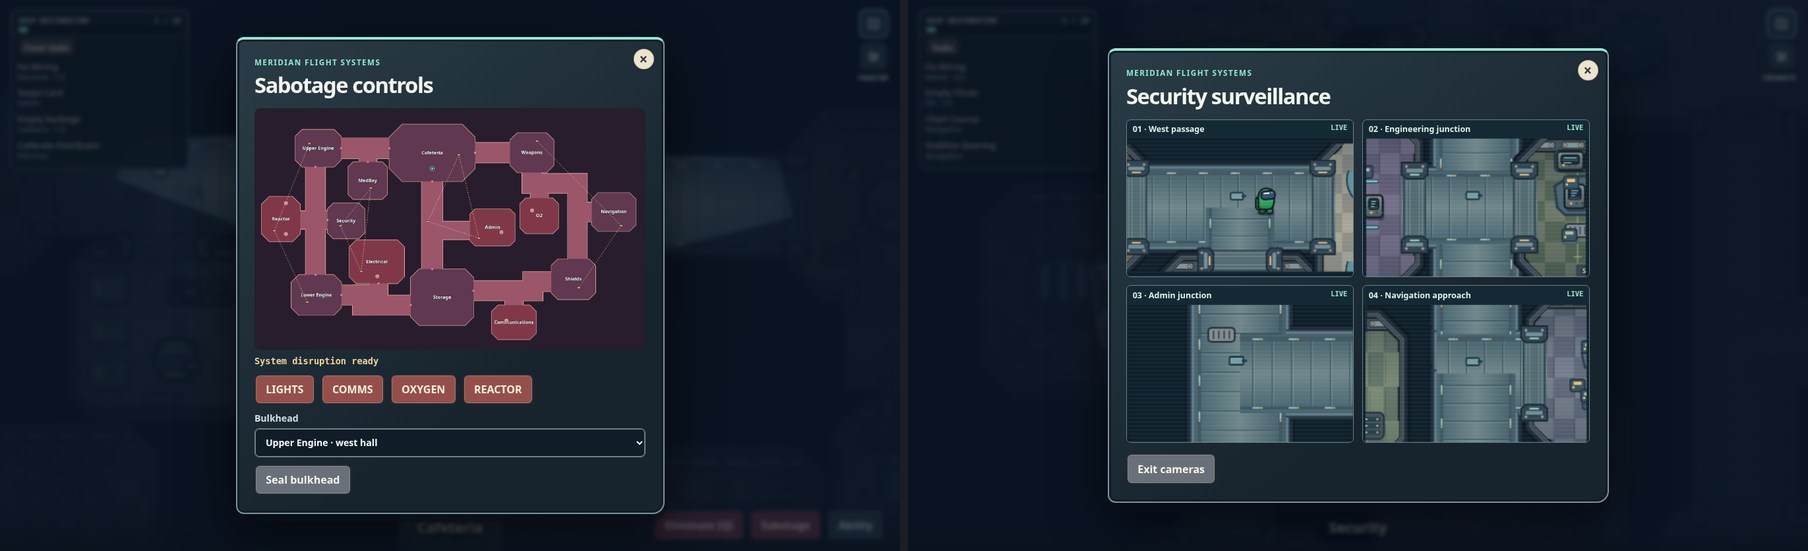 MERIDIAN FLIGHT SYSTEMS
Sabotage controls
Upper Engine
Cafeteria
Weapons
MedBay
Reactor
Security
Admin
O2
Navigation
Electrical
Lower Engine
Storage
Shields
Communications
System disruption ready
LIGHTS
COMMS
OXYGEN
REACTOR
Bulkhead
Upper Engine · west hall
Seal bulkhead
Cafeteria
Sabotage
Ability
MERIDIAN FLIGHT SYSTEMS
Security surveillance
01 · West passage LIVE
02 · Engineering junction LIVE
S
03 · Admin junction LIVE
04 · Navigation approach LIVE
Exit cameras
Security